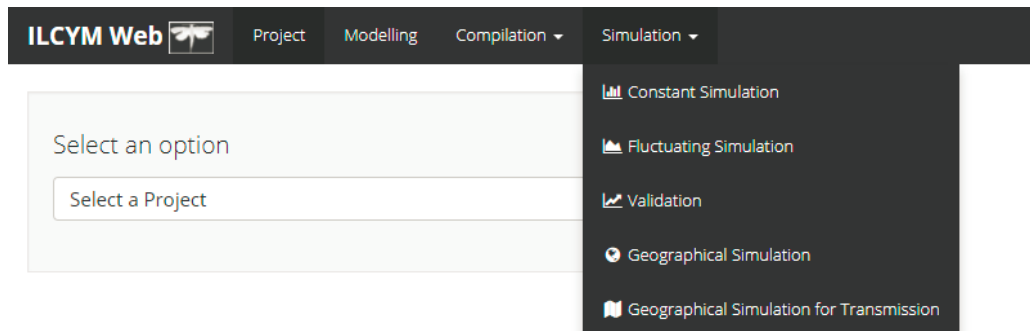 ILCYM Web Project Modelling Compilation Simulation
Constant Simulation
Select an option
Fluctuating Simulation
Select a Project
Validation
Geographical Simulation
Geographical Simulation for Transmission